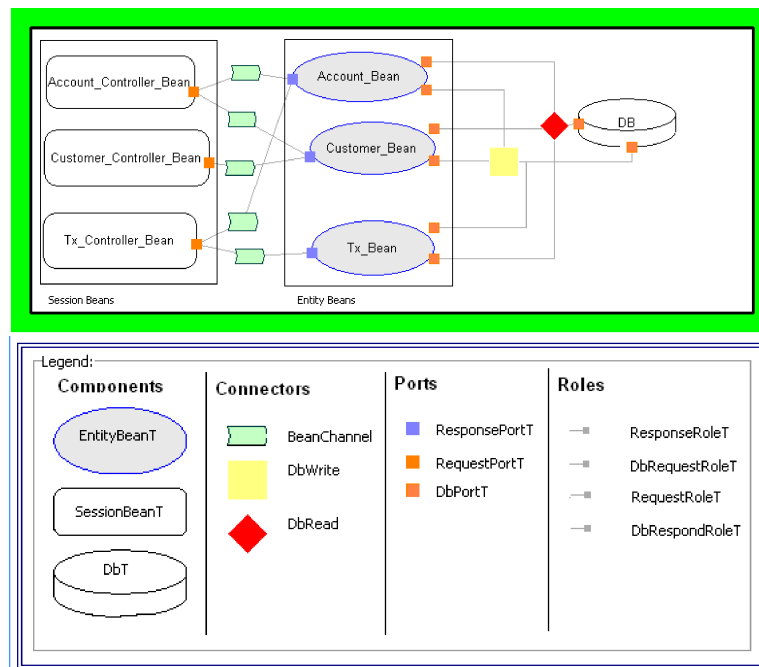 Account_Controller_Bean
Account_Bean
DB
Customer_Controller_Bean
Customer_Bean
Tx_Controller_Bean
Tx_Bean
Session Beans
Entity Beans
Legend:
Components
Connectors
Ports
Roles
EntityBeanT
BeanChannel
ResponsePortT
ResponseRoleT
DbWrite
RequestPortT
DbRequestRoleT
SessionBeanT
DbPortT
RequestRoleT
DbRead
DbRespondRoleT
DbT